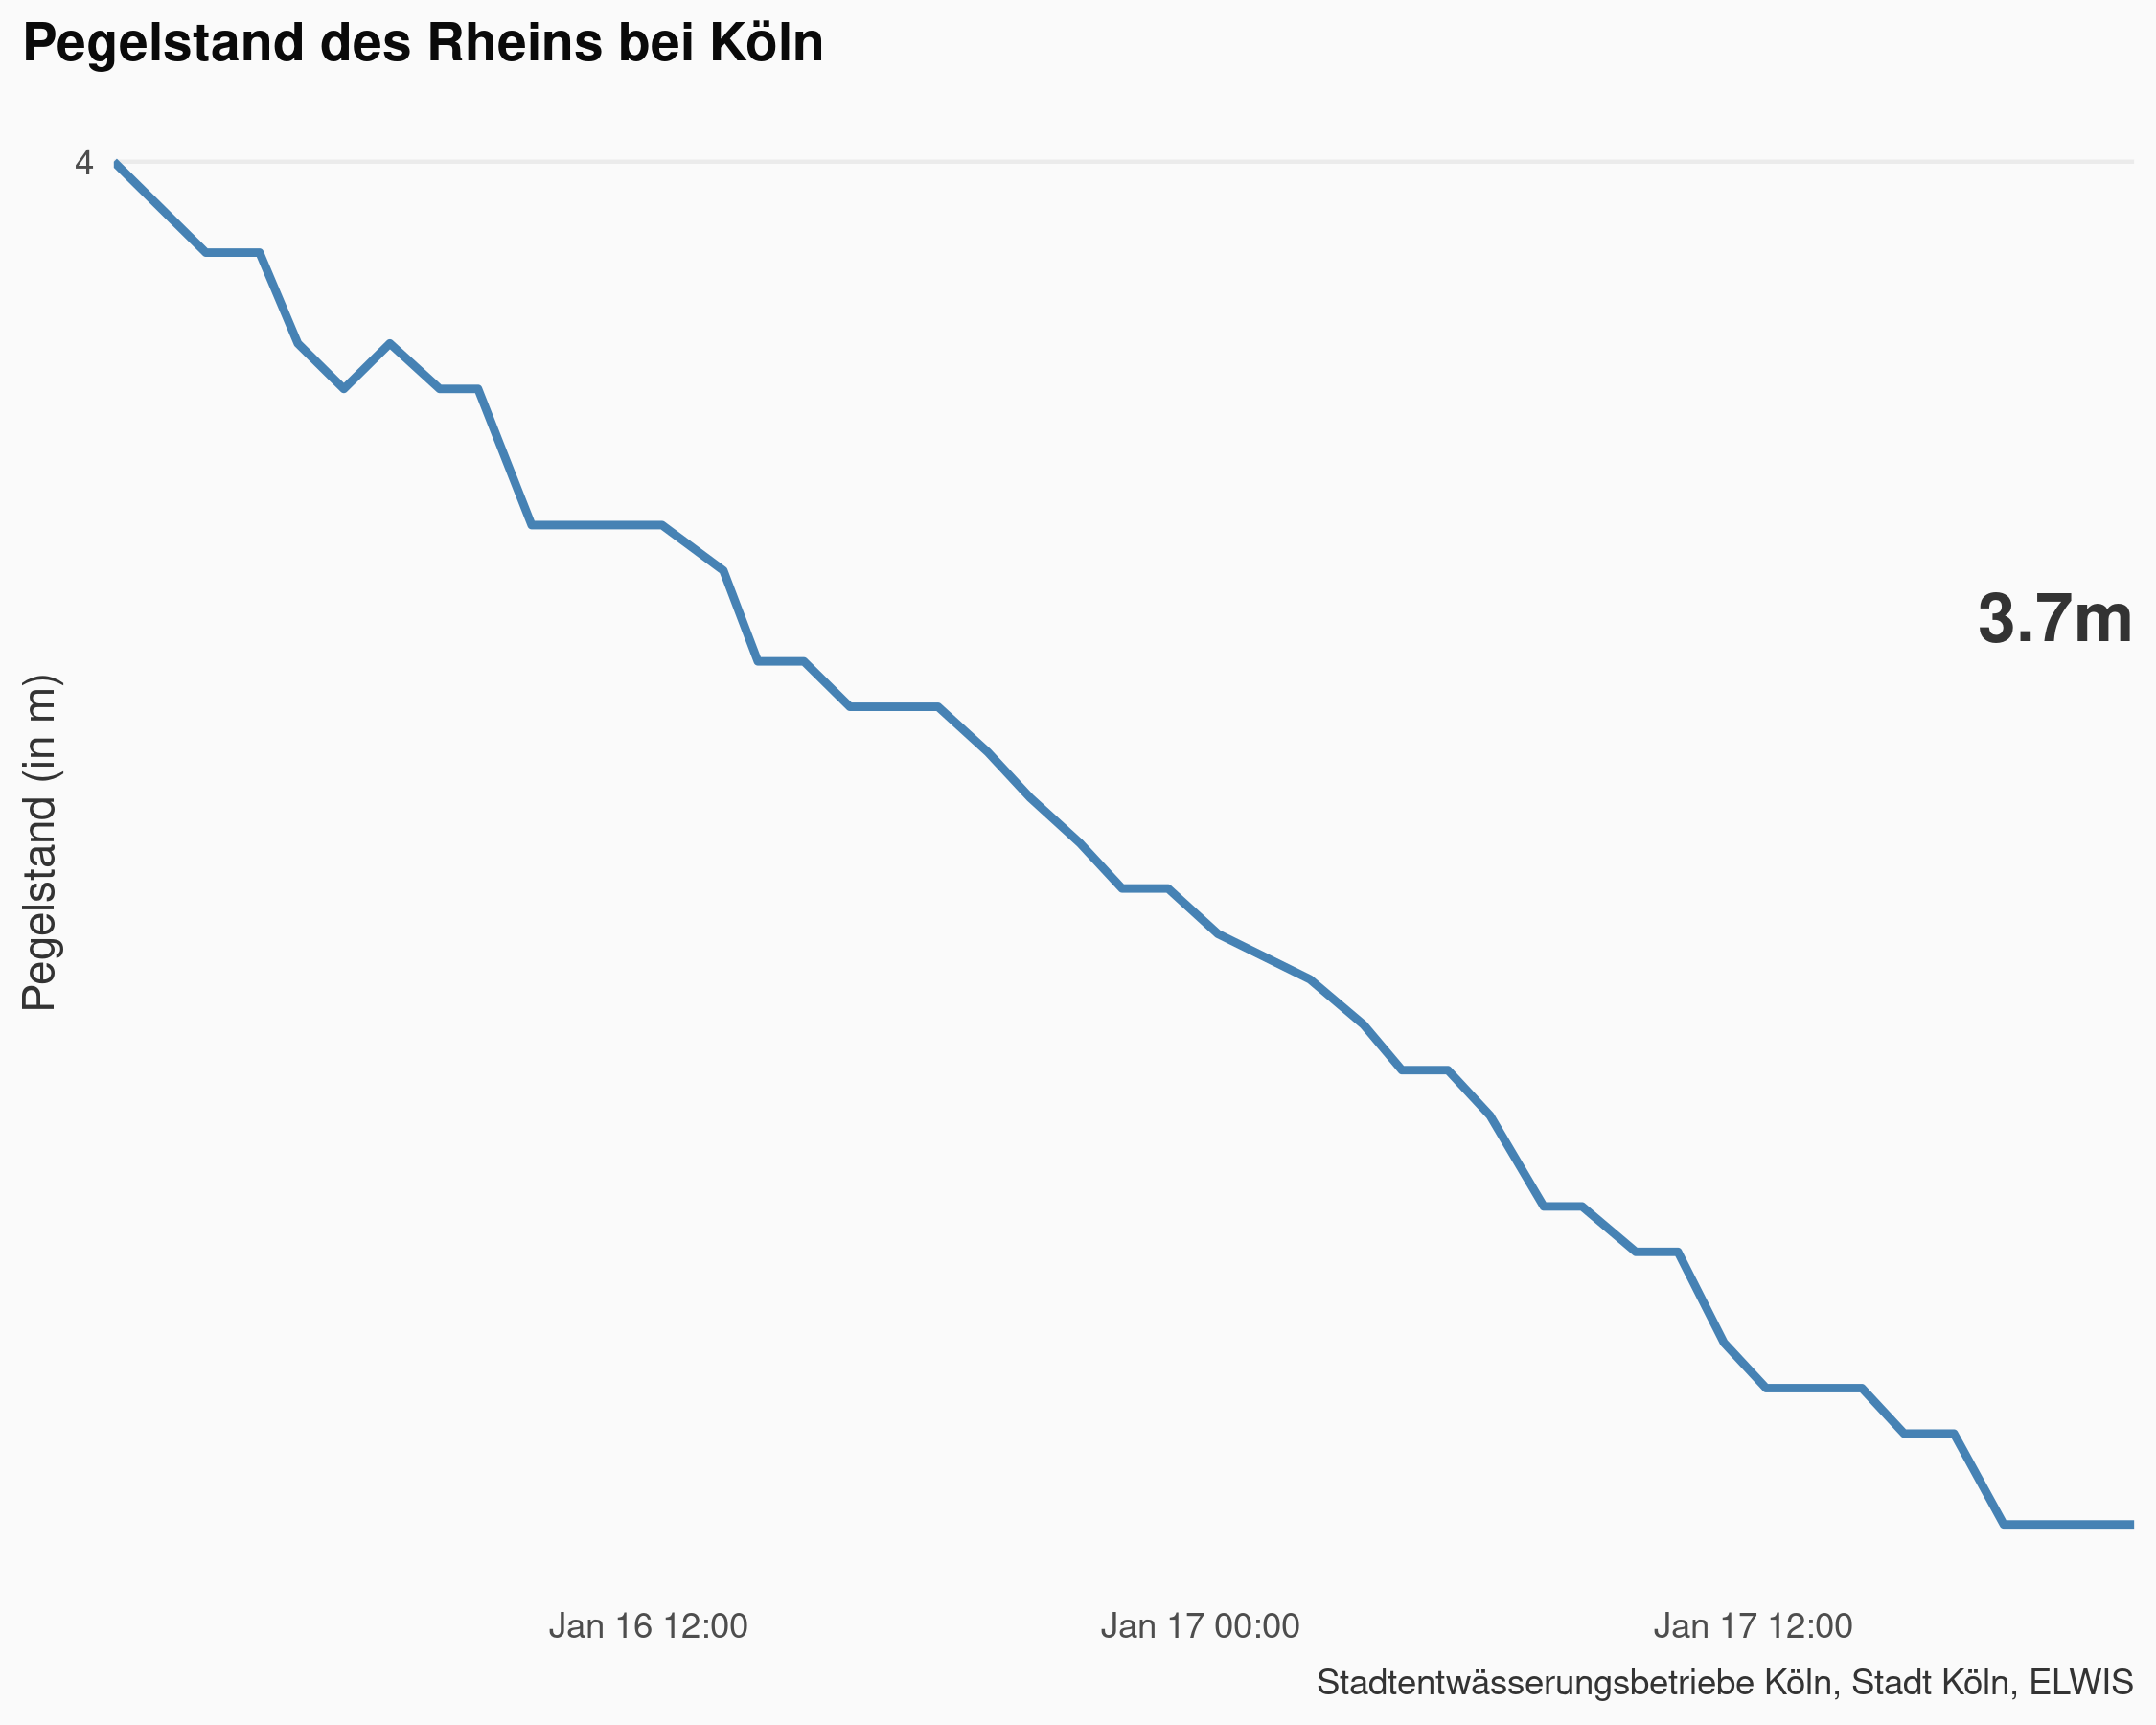 Pegelstand des Rheins bei Köln
4
3.7m
Pegelstand (in m)
Jan 16 12:00
Jan 17 00:00
Jan 17 12:00
Stadtentwässerungsbetriebe Köln, Stadt Köln, ELWIS